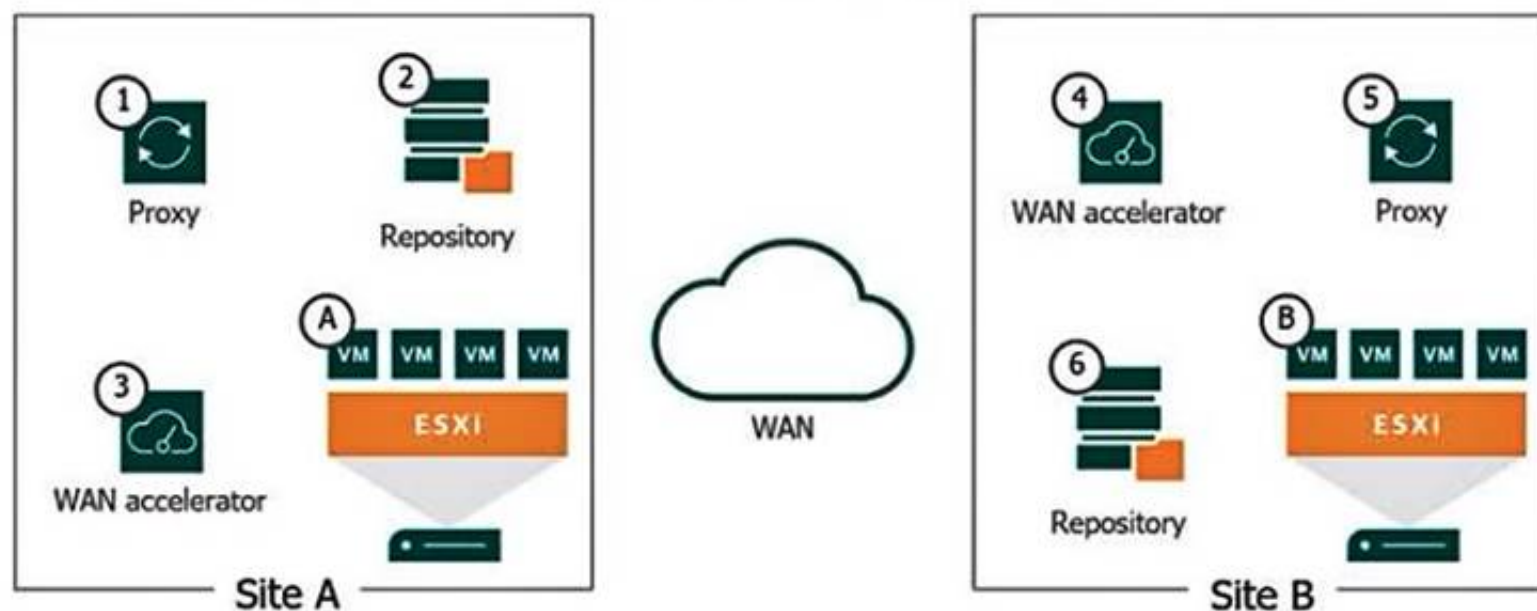 1
Proxy
2
Repository
3
WAN accelerator
A
VM VM VM VM
ESXi
Site A
WAN
4
WAN accelerator
5
Proxy
6
Repository
B
VM VM VM VM
ESXi
Site B